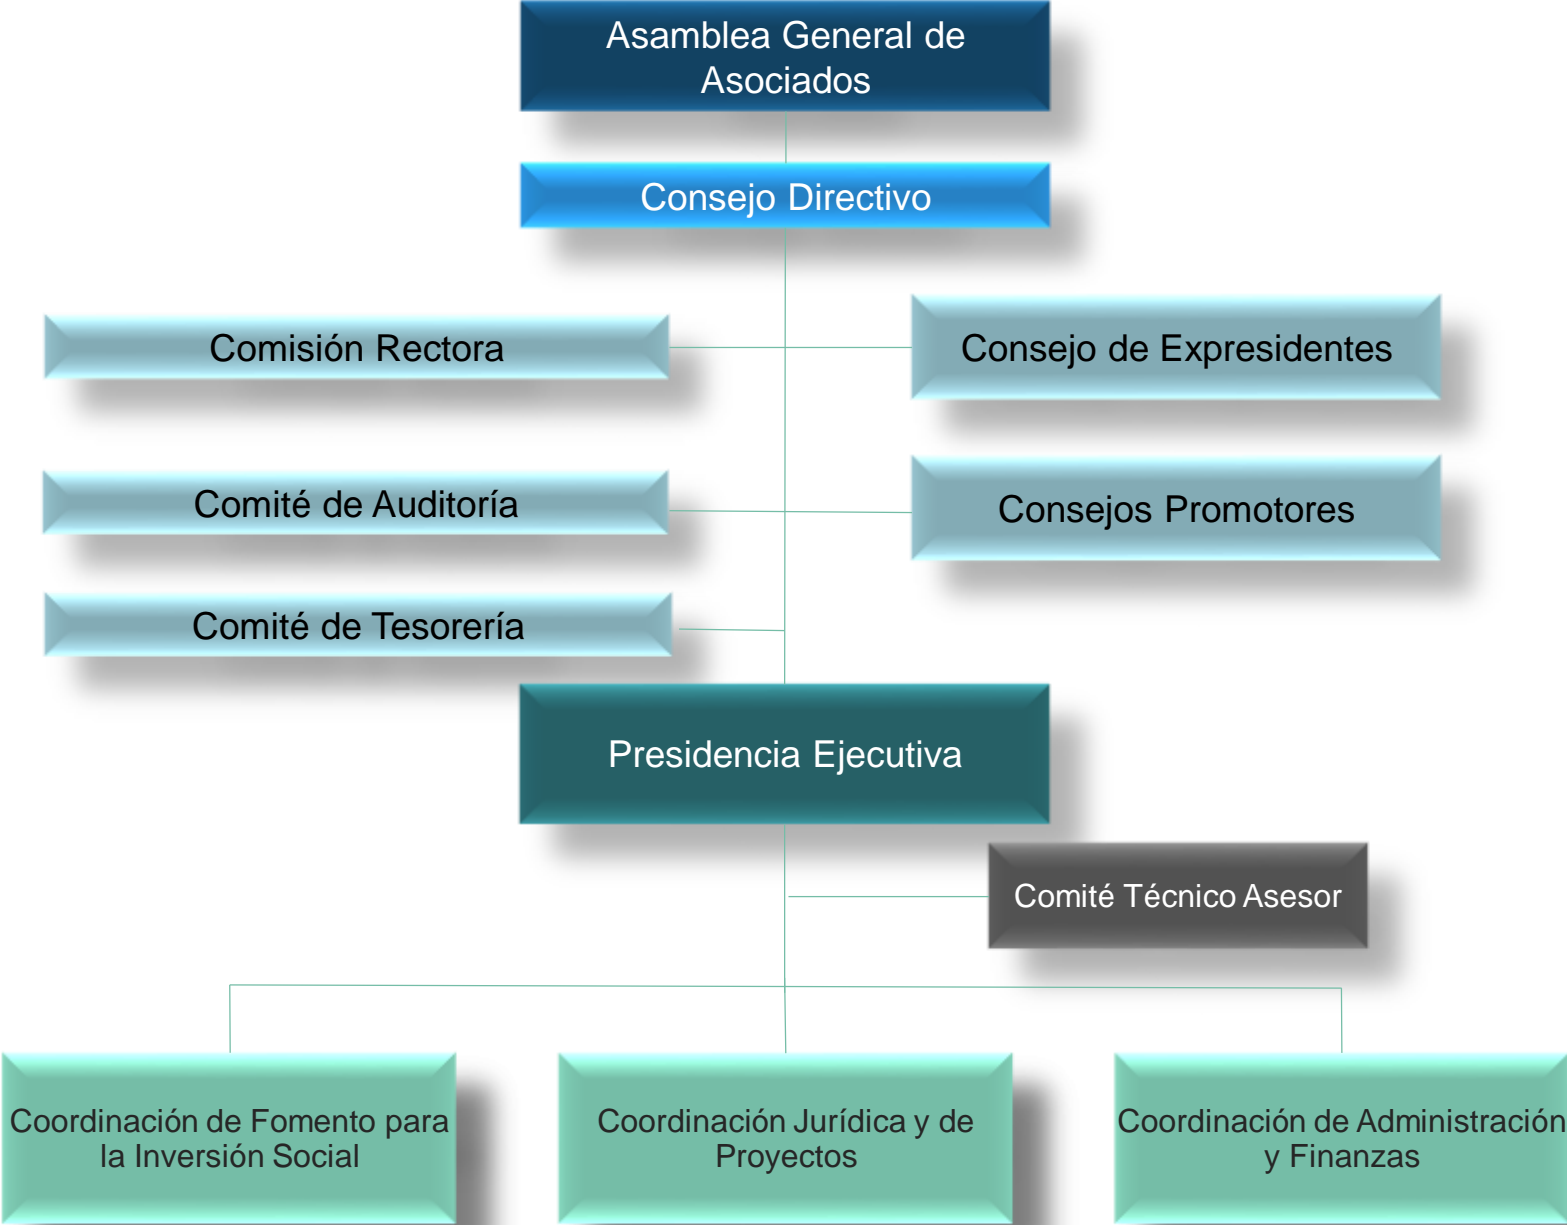 Asamblea General de
Asociados
Consejo Directivo
Comisión Rectora
Consejo de Expresidentes
Comité de Auditoría
Consejos Promotores
Comité de Tesorería
Presidencia Ejecutiva
Comité Técnico Asesor
Coordinación de Fomento para
la Inversión Social
Coordinación Jurídica y de
Proyectos
Coordinación de Administración
y Finanzas